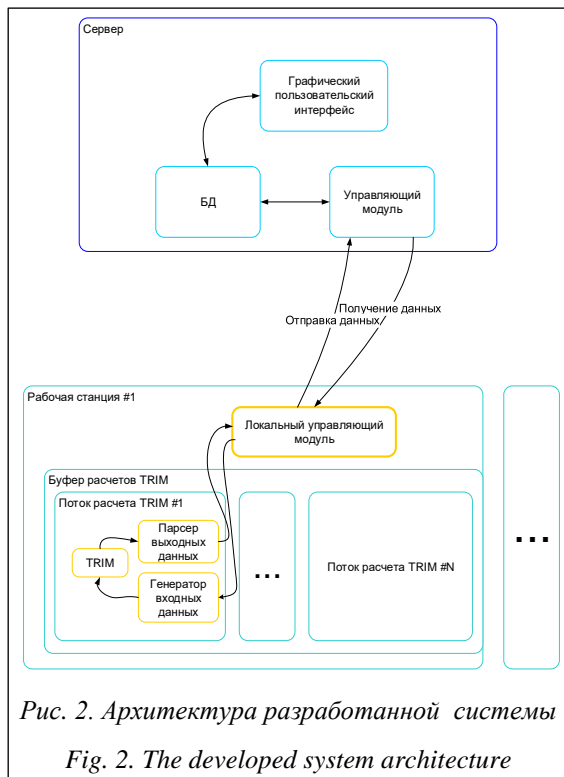 Сервер
Графический
пользовательский
интерфейс
БД
Управляющий
модуль
Получение данных
Отправка данных
Рабочая станция #1
Локальный управляющий
модуль
Буфер расчетов TRIM
Поток расчета TRIM #1
Парсер
выходных
данных
TRIM
Генератор
входных
данных
...
Поток расчета TRIM #N
...
Рис. 2. Архитектура разработанной системы
Fig. 2. The developed system architecture